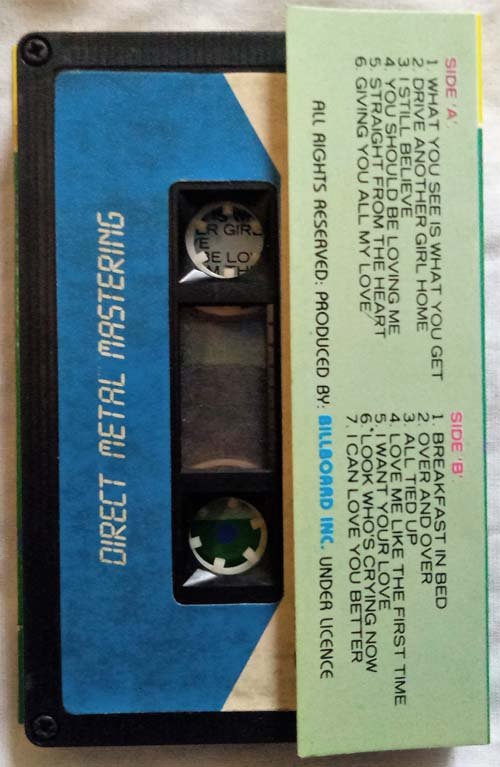 SIDE 'A'
1 WHAT YOU SEE IS WHAT YOU GET
2. DRIVE ANOTHER GIRL HOME
3 I STILL BELIEVE
4. YOU SHOULD BE LOVING ME
5. STRAIGHT FROM THE HEART
6. GIVING YOU ALL MY LOVE
SIDE 'B'
1. BREAKFAST IN BED
2. OVER AND OVER
3. ALL TIED UP
4. LOVE ME LIKE THE FIRST TIME
5 I WANT YOUR LOVE
6. LOOK WHO'S CRYING NOW
7. I CAN LOVE YOU BETTER
ALL RIGHTS RESERVED: PRODUCED BY: BILLBOARD INC. UNDER LICENCE
DIRECT METAL MASTERING